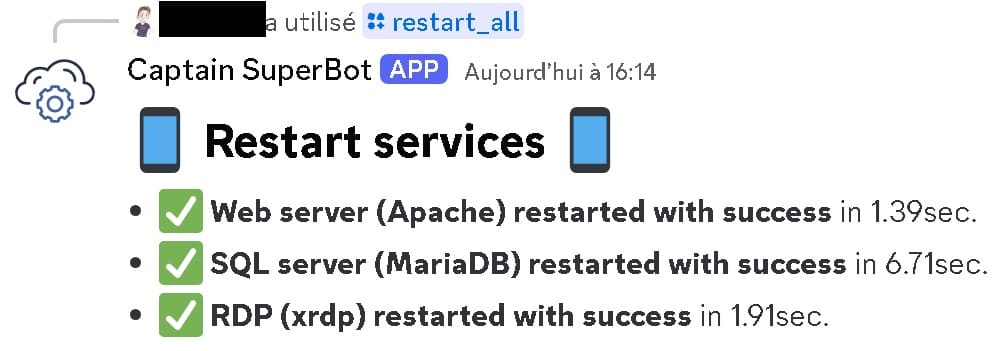 a utilisé restart_all
Captain SuperBot APP Aujourd’hui à 16:14
Restart services
• Web server (Apache) restarted with success in 1.39sec.
• SQL server (MariaDB) restarted with success in 6.71sec.
• RDP (xrdp) restarted with success in 1.91sec.